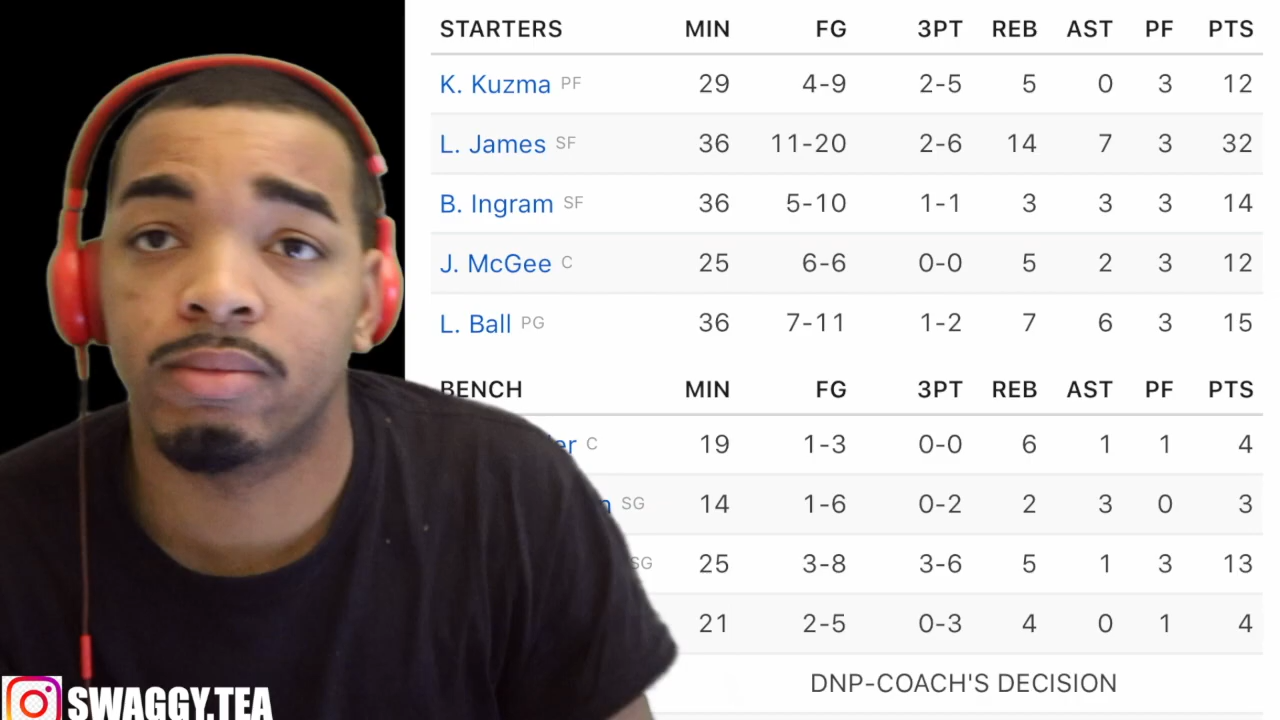 STARTERS MIN FG 3PT REB AST PF PTS
K. Kuzma PF 29 4-9 2-5 5 0 3 12
L. James SF 36 11-20 2-6 14 7 3 32
B. Ingram SF 36 5-10 1-1 3 3 3 14
J. McGee C 25 6-6 0-0 5 2 3 12
L. Ball PG 36 7-11 1-2 7 6 3 15
BENCH MIN FG 3PT REB AST PF PTS
C 19 1-3 0-0 6 1 1 4
SG 14 1-6 0-2 2 3 0 3
SG 25 3-8 3-6 5 1 3 13
21 2-5 0-3 4 0 1 4
DNP-COACH'S DECISION
SWAGGY.TEA